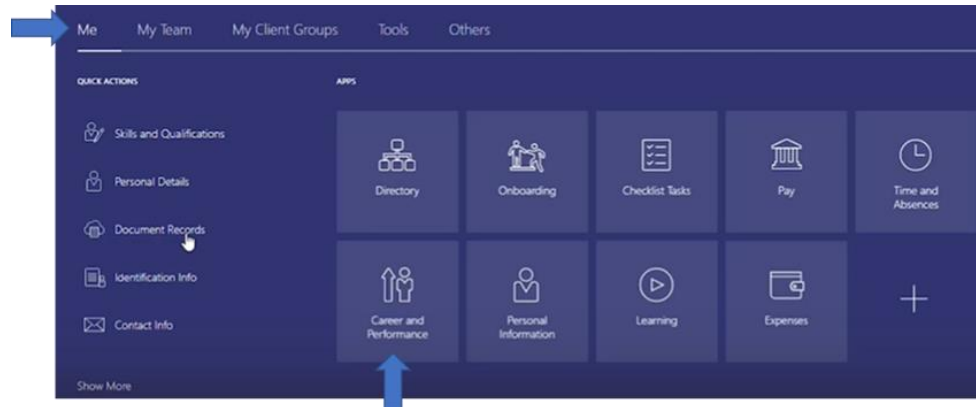 Me My Team My Client Groups Tools Others
QUICK ACTIONS
APPS
Skills and Qualifications
Personal Details
Document Records
Identification Info
Contact Info
Show More
Directory
Onboarding
Checklist Tasks
Pay
Time and
Absences
Career and
Performance
Personal
Information
Learning
Expenses